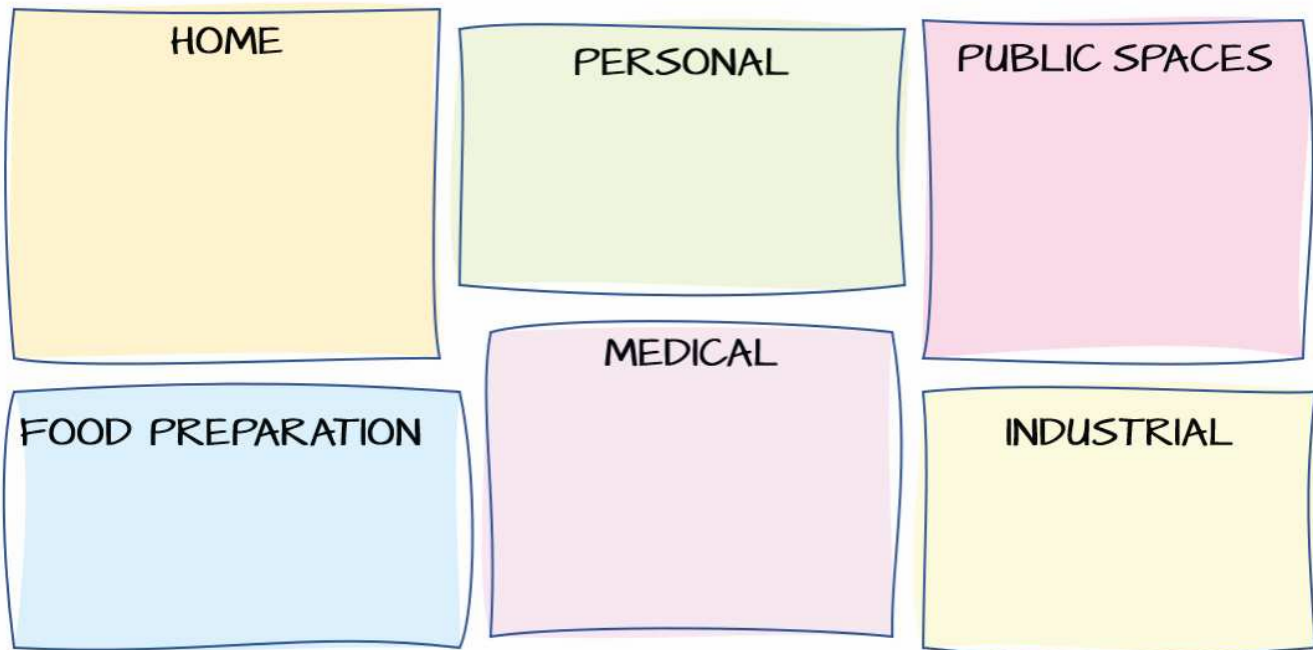 HOME
PERSONAL
PUBLIC SPACES
FOOD PREPARATION
MEDICAL
INDUSTRIAL